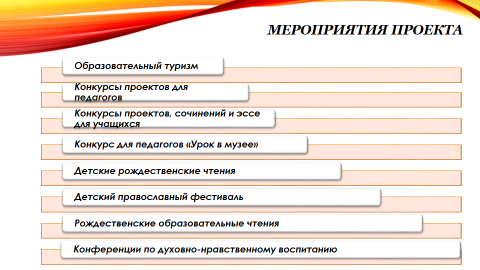 МЕРОПРИЯТИЯ ПРОЕКТА
Образовательный туризм
Конкурсы проектов для
педагогов
Конкурсы проектов, сочинений и эссе
для учащихся
Конкурс для педагогов «Урок в музее»
Детские рождественские чтения
Детский православный фестиваль
Рождественские образовательные чтения
Конференции по духовно-нравственному воспитанию